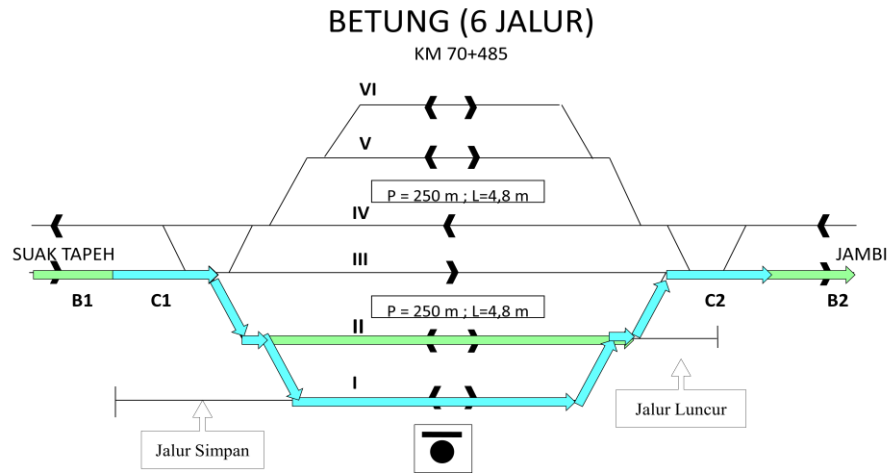 BETUNG (6 JALUR)
KM 70+485
VI
V
P = 250 m ; L=4,8 m
IV
SUAK TAPEH
III
JAMBI
B1
C1
C2
B2
P = 250 m ; L=4,8 m
II
I
Jalur Luncur
Jalur Simpan